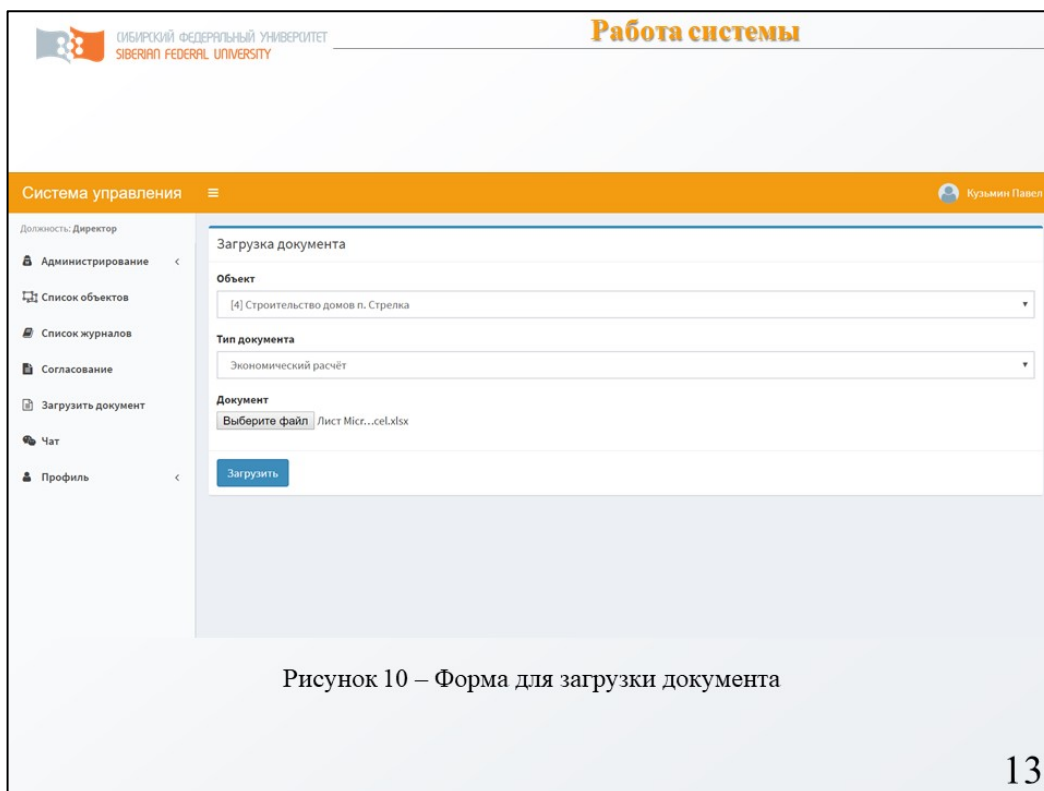 СИБИРСКИЙ ФЕДЕРАЛЬНЫЙ УНИВЕРСИТЕТ
SIBERIAN FEDERAL UNIVERSITY
Работа системы
Система управления
Кузьмин Павел
Должность: Директор
Администрирование
Список объектов
Список журналов
Согласование
Загрузить документ
Чат
Профиль
Загрузка документа
Объект
[4] Строительство домов п. Стрелка
Тип документа
Экономический расчёт
Документ
Выберите файл Лист Micr...cel.xlsx
Загрузить
Рисунок 10 – Форма для загрузки документа
13